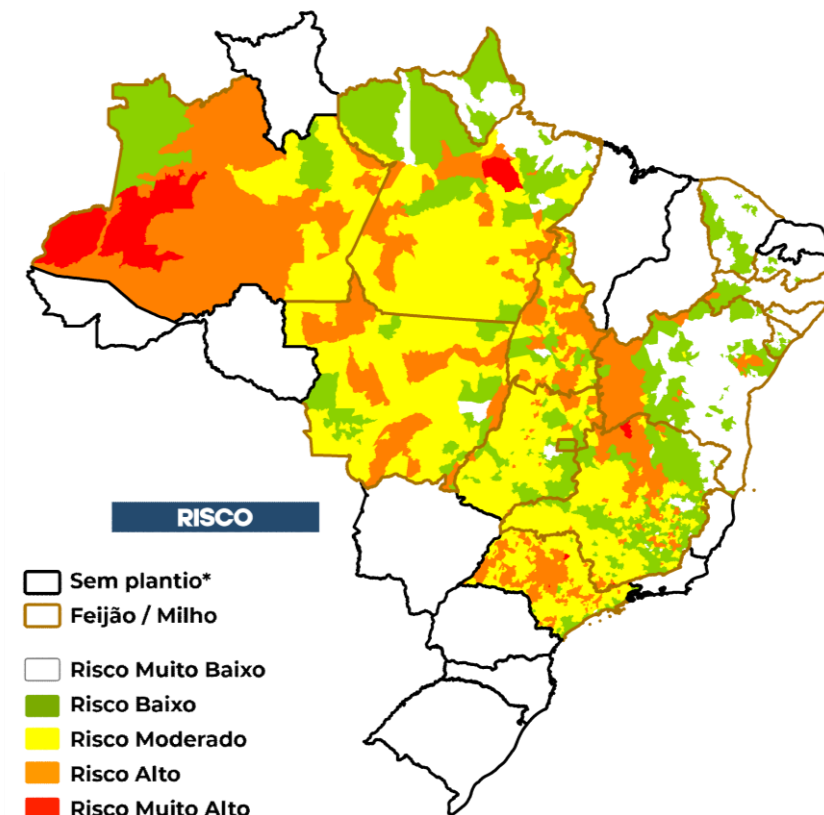 RISCO
Sem plantio*
Feijão / Milho
Risco Muito Baixo
Risco Baixo
Risco Moderado
Risco Alto
Risco Muito Alto